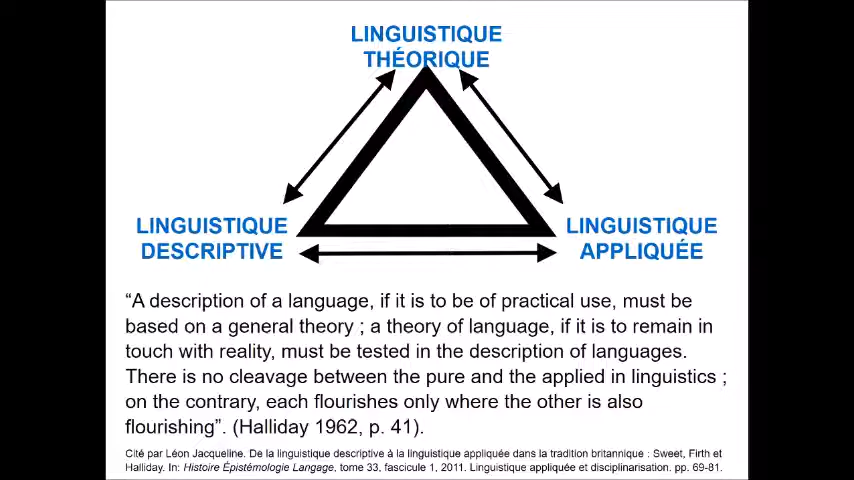 LINGUISTIQUE
THÉORIQUE
LINGUISTIQUE
DESCRIPTIVE
LINGUISTIQUE
APPLIQUÉE
“A description of a language, if it is to be of practical use, must be
based on a general theory ; a theory of language, if it is to remain in
touch with reality, must be tested in the description of languages.
There is no cleavage between the pure and the applied in linguistics ;
on the contrary, each flourishes only where the other is also
flourishing”. (Halliday 1962, p. 41).
Cité par Léon Jacqueline. De la linguistique descriptive à la linguistique appliquée dans la tradition britannique : Sweet, Firth et
Halliday. In: Histoire Épistémologie Langage, tome 33, fascicule 1, 2011. Linguistique appliquée et disciplinarisation. pp. 69-81.